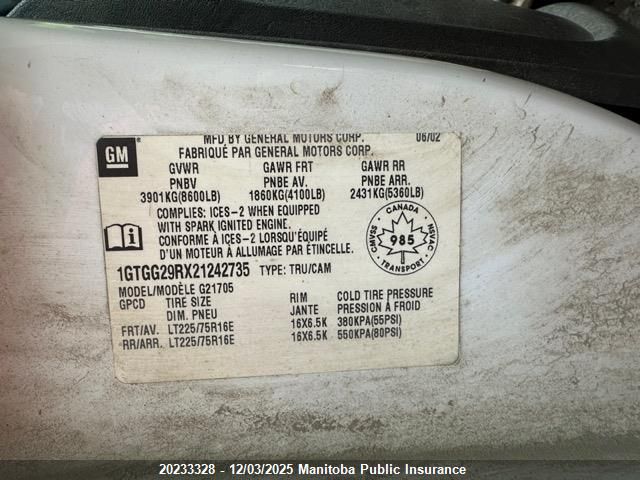 MFD BY GENERAL MOTORS CORP. 06/02
GM FABRIQUÉ PAR GENERAL MOTORS CORP.
GVWR GAWR FRT GAWR RR
PNBV PNBE AV. PNBE ARR.
3901KG(8600LB) 1860KG(4100LB) 2431KG(5360LB)
COMPLIES: ICES-2 WHEN EQUIPPED
WITH SPARK IGNITED ENGINE.
CONFORME À ICES-2 LORSQU'ÉQUIPÉ
D'UN MOTEUR À ALLUMAGE PAR ÉTINCELLE.
CANADA
CMVSS 985 NSVAC
TRANSPORT
1GTGG29RX21242735 TYPE: TRU/CAM
MODEL/MODÈLE G21705
GPCD TIRE SIZE RIM COLD TIRE PRESSURE
DIM. PNEU JANTE PRESSION À FROID
FRT/AV. LT225/75R16E 16X6.5K 380KPA(55PSI)
RR/ARR. LT225/75R16E 16X6.5K 550KPA(80PSI)
20233328 - 12/03/2025 Manitoba Public Insurance